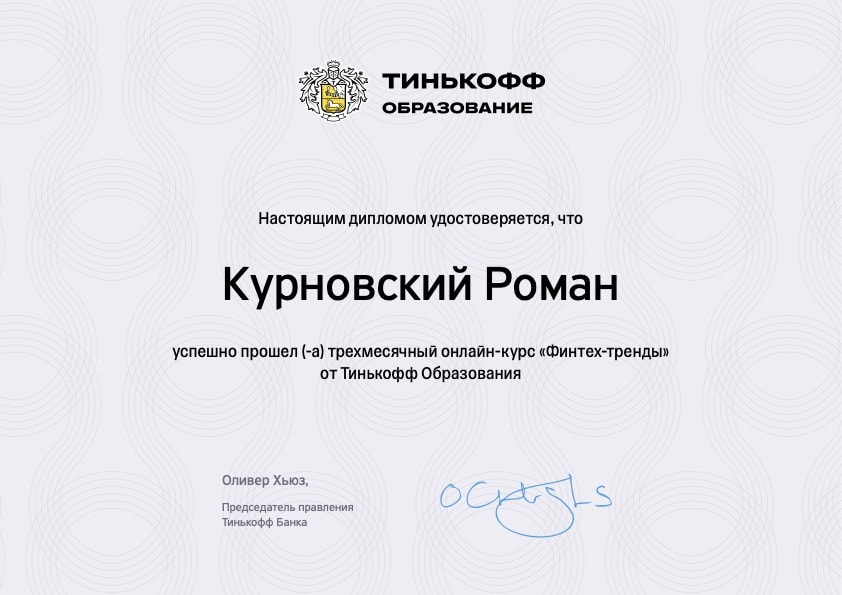 ТИНЬКОФФ
ОБРАЗОВАНИЕ
Настоящим дипломом удостоверяется, что
Курновский Роман
успешно прошел (-а) трехмесячный онлайн-курс «Финтех-тренды»
от Тинькофф Образования
Оливер Хьюз,
Председатель правления
Тинькофф Банка